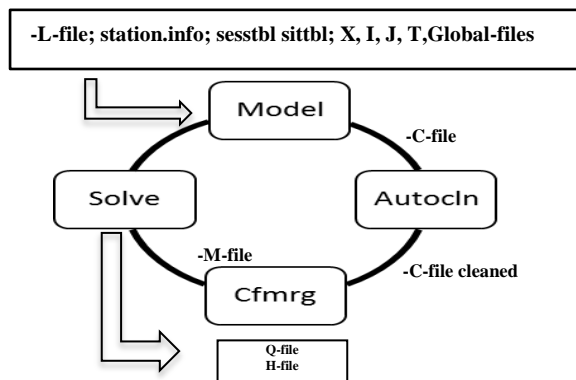 -L-file; station.info; sesstbl sittbl; X, I, J, T,Global-files
Model
-C-file
Solve
Autocln
-M-file
-C-file cleaned
Cfmrg
Q-file
H-file